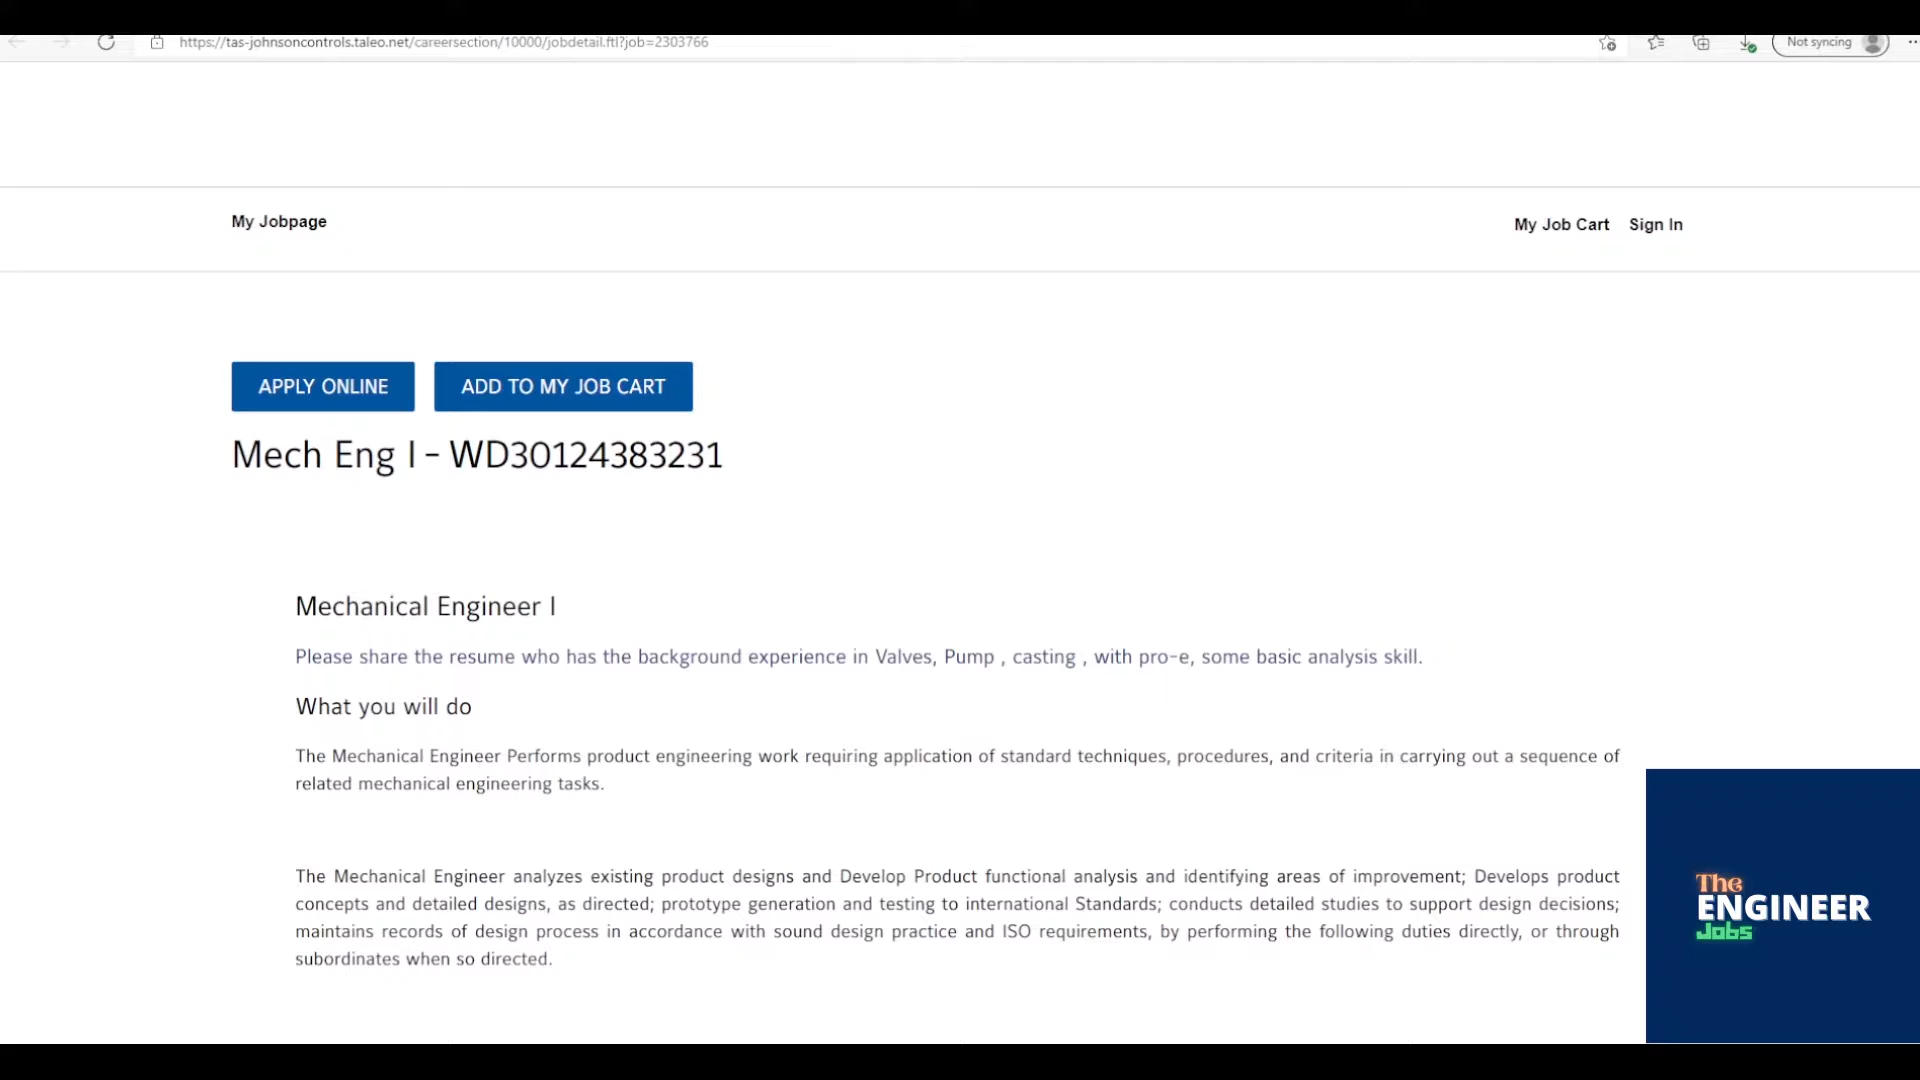 https://tas-johnsoncontrols.taleo.net/careersection/10000/jobdetail.ftl?job=2303766
Not syncing
My Jobpage
My Job Cart Sign In
APPLY ONLINE ADD TO MY JOB CART
Mech Eng I - WD30124383231
Mechanical Engineer I
Please share the resume who has the background experience in Valves, Pump , casting , with pro-e, some basic analysis skill.
What you will do
The Mechanical Engineer Performs product engineering work requiring application of standard techniques, procedures, and criteria in carrying out a sequence of
related mechanical engineering tasks.
The Mechanical Engineer analyzes existing product designs and Develop Product functional analysis and identifying areas of improvement; Develops product
concepts and detailed designs, as directed; prototype generation and testing to international Standards; conducts detailed studies to support design decisions;
maintains records of design process in accordance with sound design practice and ISO requirements, by performing the following duties directly, or through
subordinates when so directed.
The
ENGINEER
Jobs